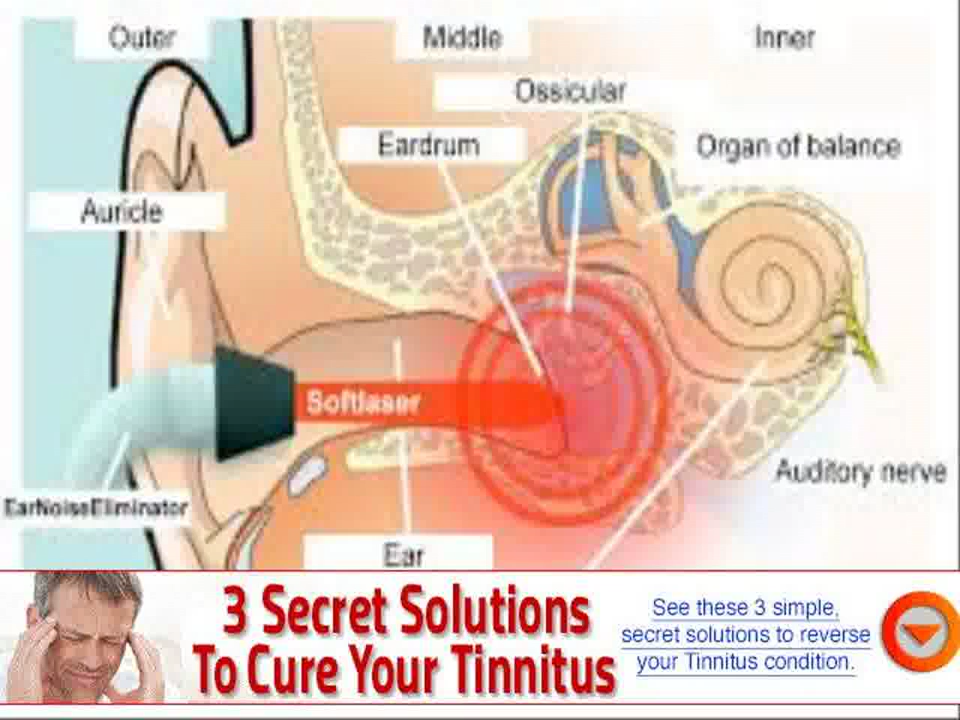 Outer
Middle
Inner
Ossicular
Eardrum
Organ of balance
Auricle
Softlaser
Auditory nerve
EarNoiseEliminator
Ear
3 Secret Solutions
To Cure Your Tinnitus
See these 3 simple,
secret solutions to reverse
your Tinnitus condition.